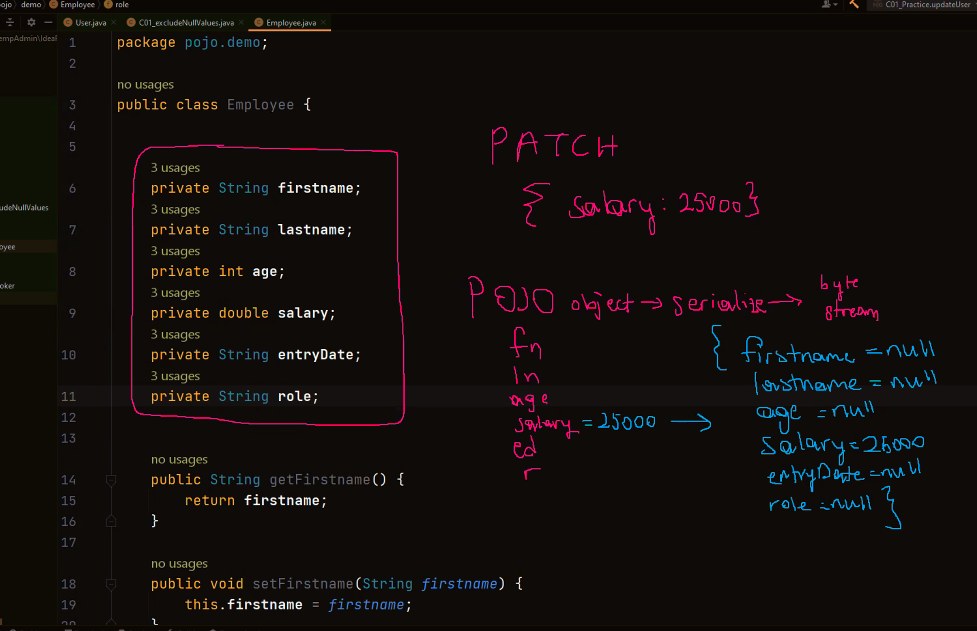 pojo demo Employee role
C01_Practice.updateUser
User.java C01_excludeNullValues.java Employee.java
empAdmin\Ideal
udeNullValues
oyee
oker
1 package pojo.demo;
2
no usages
3 public class Employee {
4
5
3 usages
6 private String firstname;
3 usages
7 private String lastname;
3 usages
8 private int age;
3 usages
9 private double salary;
3 usages
10 private String entryDate;
3 usages
11 private String role;
12
13
no usages
14 public String getFirstname() {
15 return firstname;
16 }
17
no usages
18 public void setFirstname(String firstname) {
19 this.firstname = firstname;
20 }
PATCH
{ salary: 25000}
POJO object → serialize → byte stream
fn
ln
age
salary = 25000 →
ed
r
{ firstname = null
lastname = null
age = null
salary = 25000
entryDate = null
role = null }